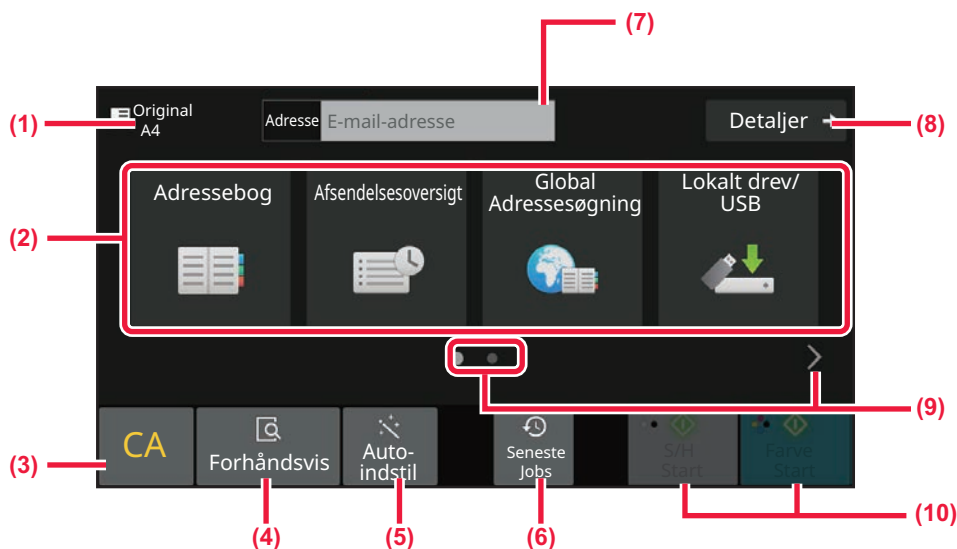 (7)
(1)
Original
A4
Adresse
E-mail-adresse
Detaljer
(8)
(2)
Adressebog
Afsendelsesoversigt
Global
Adressesøgning
Lokalt drev/
USB
(9)
(3)
CA
Forhåndsvis
Auto-
indstil
Seneste
Jobs
S/H
Start
Farve
Start
(10)
(4)
(5)
(6)